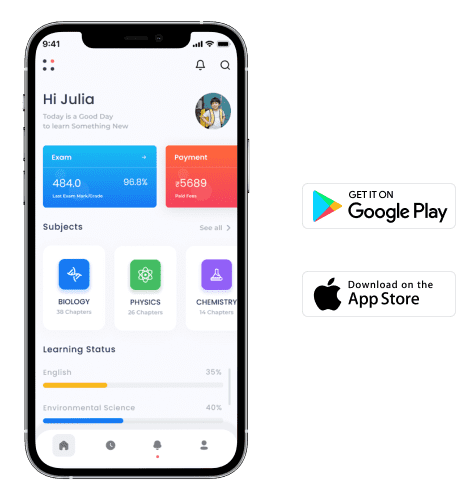 9:41
Hi Julia
Today is a Good Day
to learn Something New
Exam
484.0
96.8%
Last Exam Mark/Grade
Payment
₹5689
Paid Fees
Subjects
See all
BIOLOGY
38 Chapters
PHYSICS
26 Chapters
CHEMISTRY
14 Chapters
Learning Status
English
35%
Environmental Science
40%
GET IT ON
Google Play
Download on the
App Store